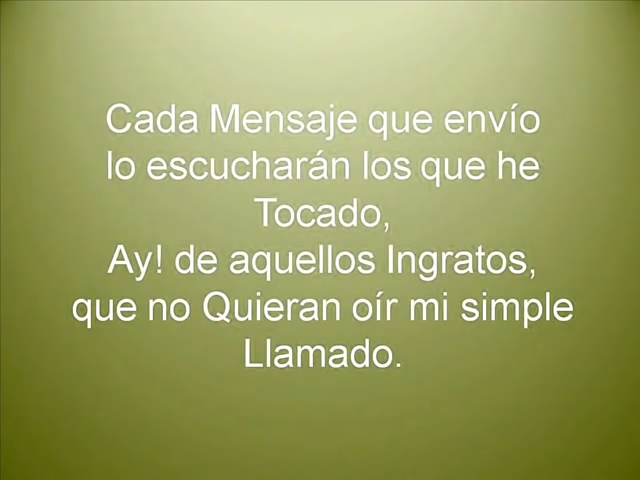 Cada Mensaje que envío
lo escucharán los que he
Tocado,
Ay! de aquellos Ingratos,
que no Quieran oír mi simple
Llamado.